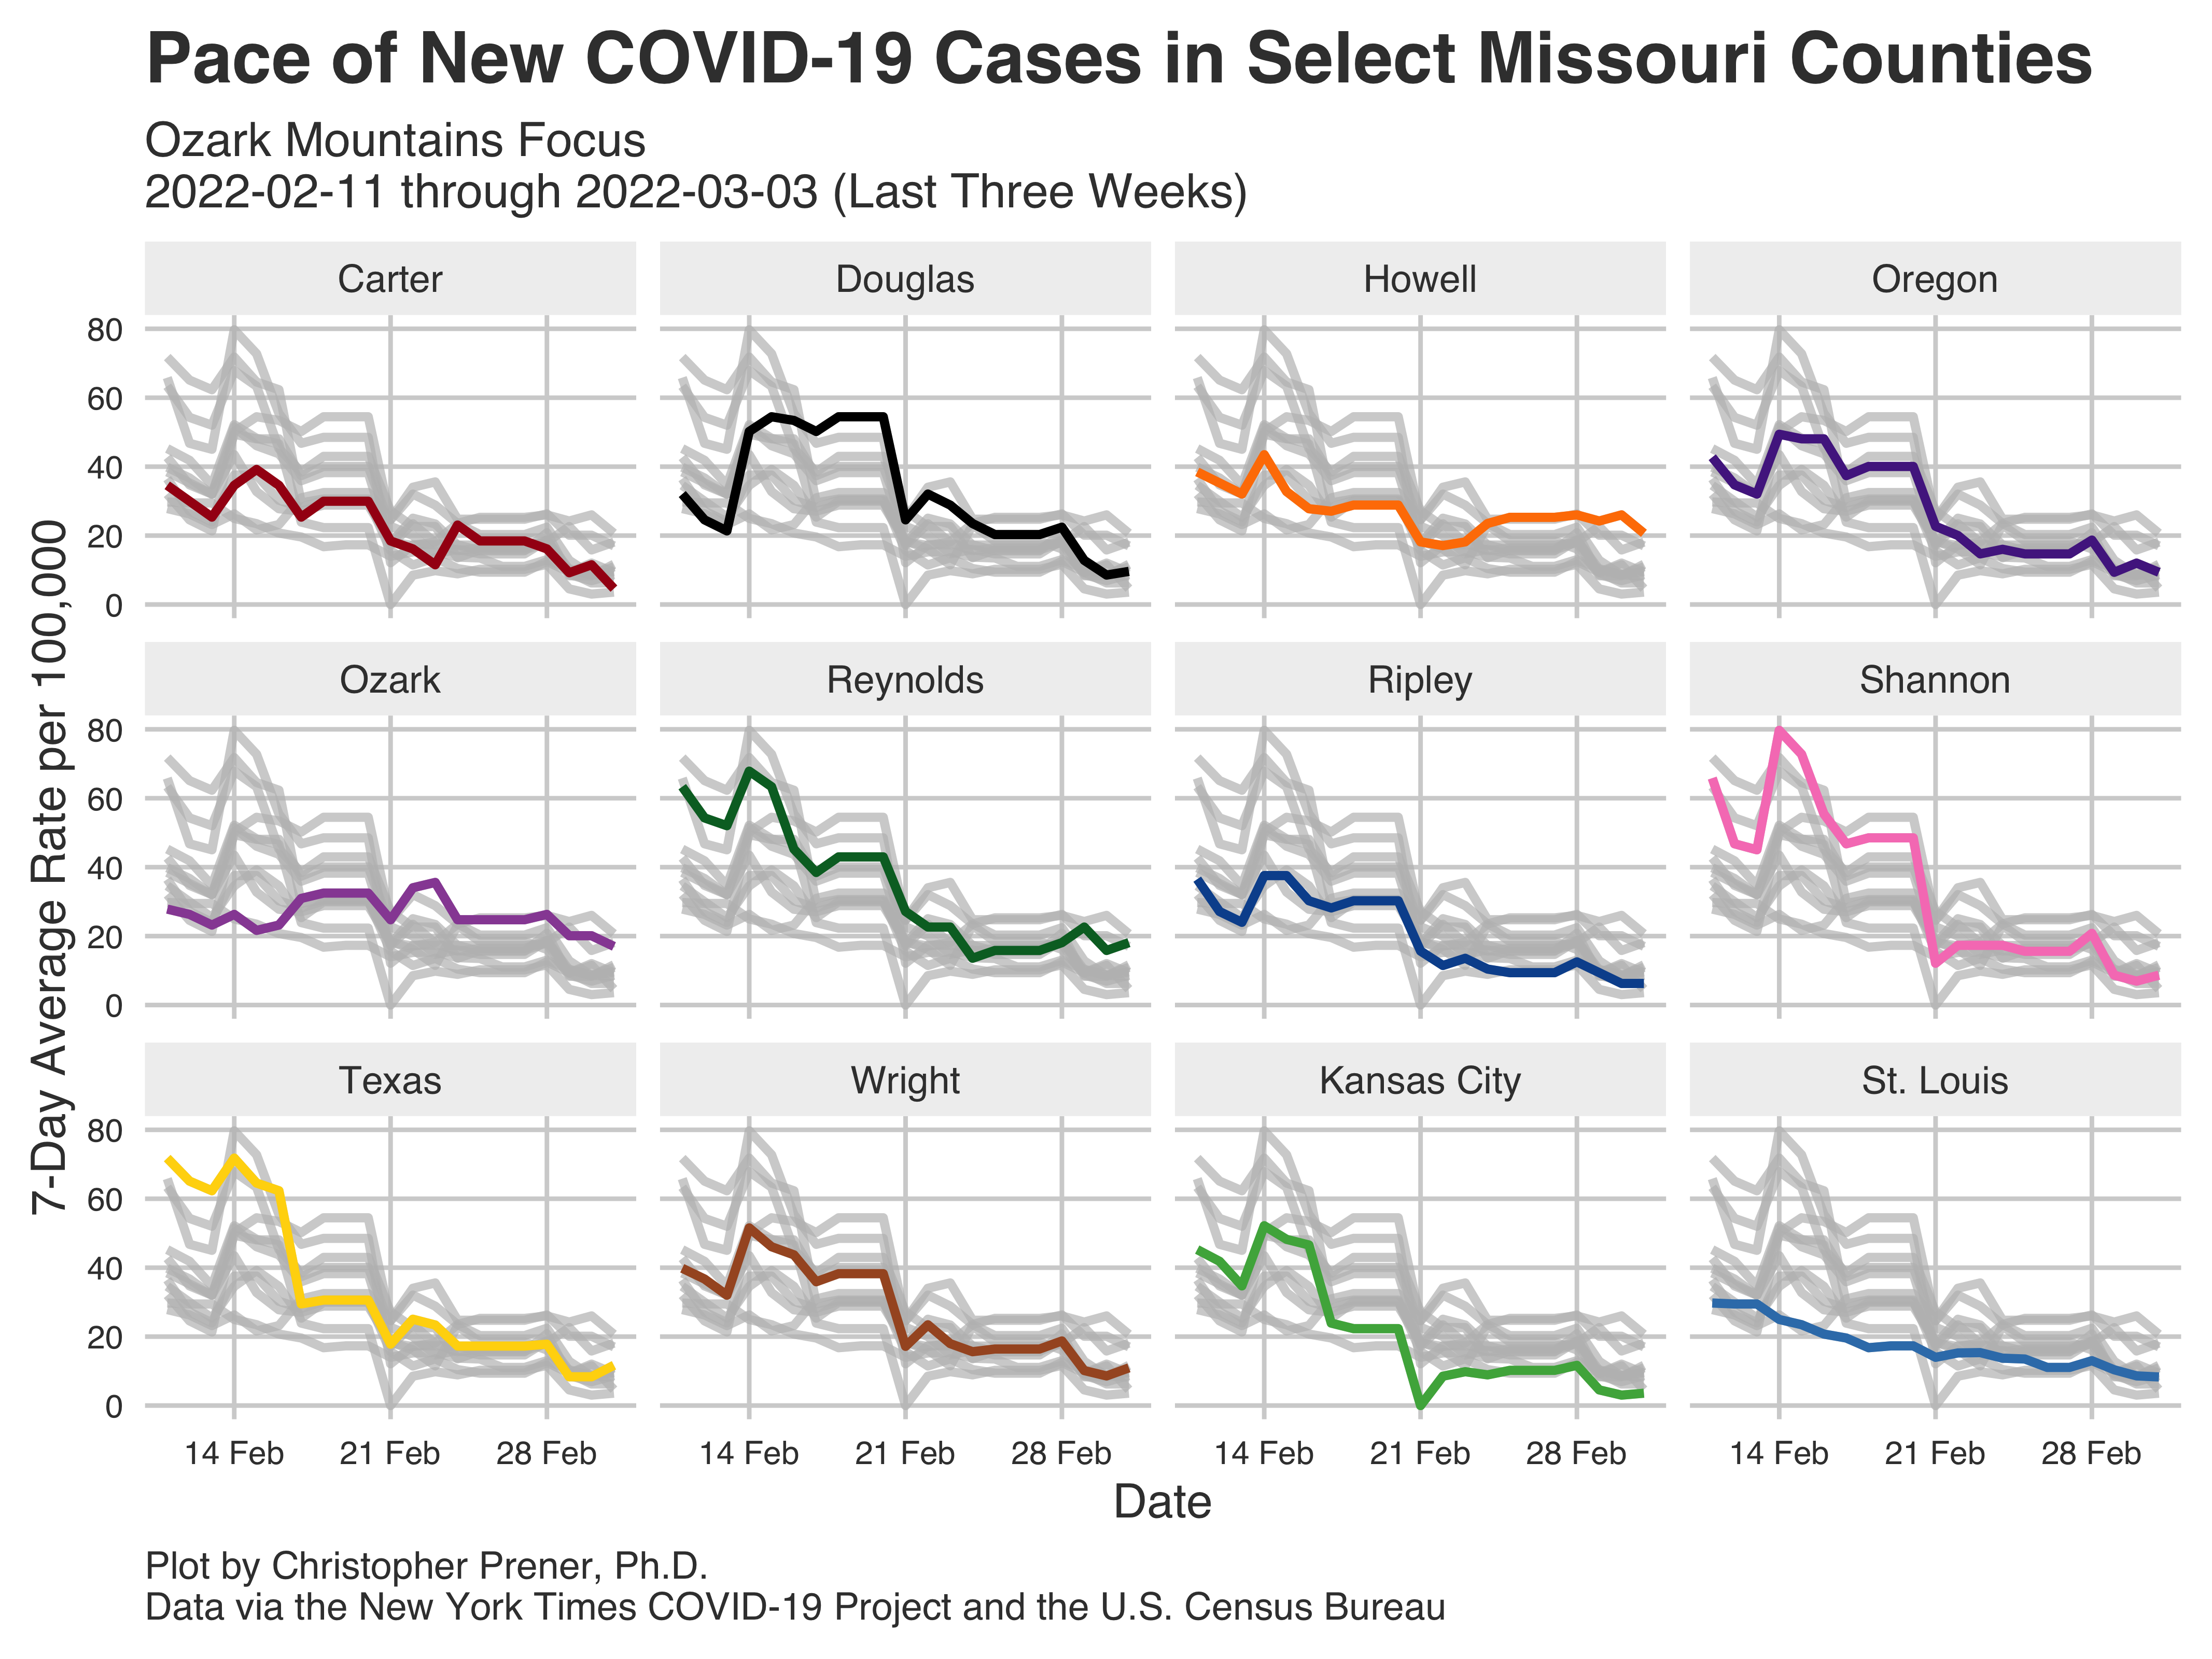 Pace of New COVID-19 Cases in Select Missouri Counties
Ozark Mountains Focus
2022-02-11 through 2022-03-03 (Last Three Weeks)
7-Day Average Rate per 100,000
Carter
Douglas
Howell
Oregon
80
60
40
20
0
Ozark
Reynolds
Ripley
Shannon
80
60
40
20
0
Texas
Wright
Kansas City
St. Louis
80
60
40
20
0
14 Feb 21 Feb 28 Feb
14 Feb 21 Feb 28 Feb
14 Feb 21 Feb 28 Feb
14 Feb 21 Feb 28 Feb
Date
Plot by Christopher Prener, Ph.D.
Data via the New York Times COVID-19 Project and the U.S. Census Bureau